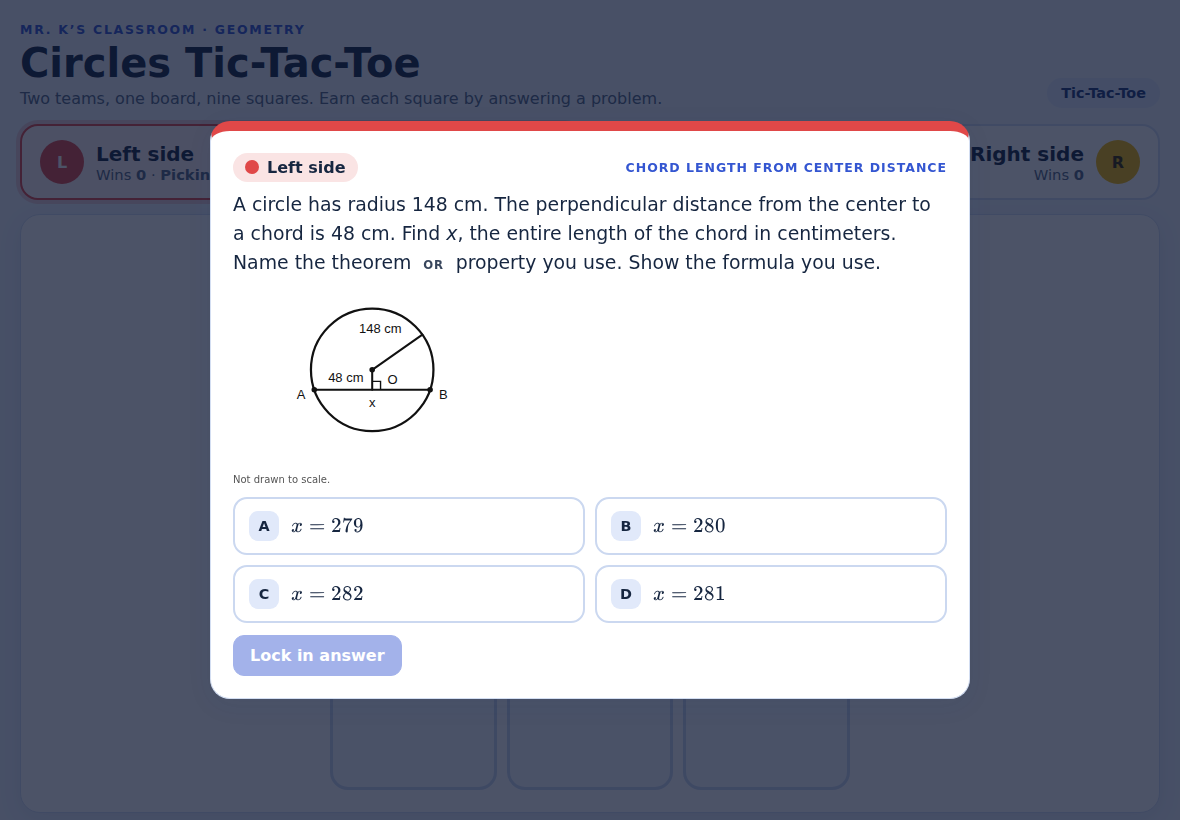 MR. K’S CLASSROOM · GEOMETRY
Circles Tic-Tac-Toe
Two teams, one board, nine squares. Earn each square by answering a problem.
Tic-Tac-Toe
L
Left side
Wins 0 · Pickin
Right side
Wins 0
R
Left side
CHORD LENGTH FROM CENTER DISTANCE
A circle has radius 148 cm. The perpendicular distance from the center to
a chord is 48 cm. Find x, the entire length of the chord in centimeters.
Name the theorem OR property you use. Show the formula you use.
148 cm
48 cm
O
A
B
x
Not drawn to scale.
A x = 279
B x = 280
C x = 282
D x = 281
Lock in answer